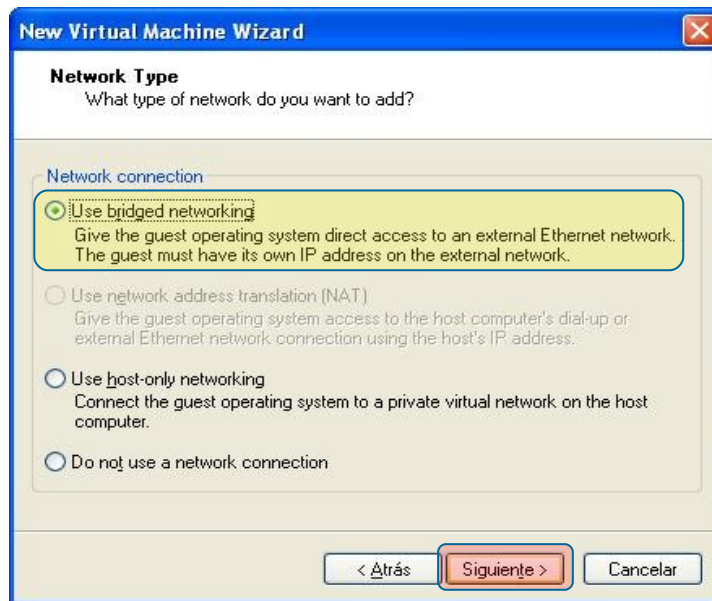 New Virtual Machine Wizard
Network Type
What type of network do you want to add?
Network connection
Use bridged networking
Give the guest operating system direct access to an external Ethernet network.
The guest must have its own IP address on the external network.
Use network address translation (NAT)
Give the guest operating system access to the host computer's dial-up or
external Ethernet network connection using the host's IP address.
Use host-only networking
Connect the guest operating system to a private virtual network on the host
computer.
Do not use a network connection
< Atrás
Siguiente >
Cancelar